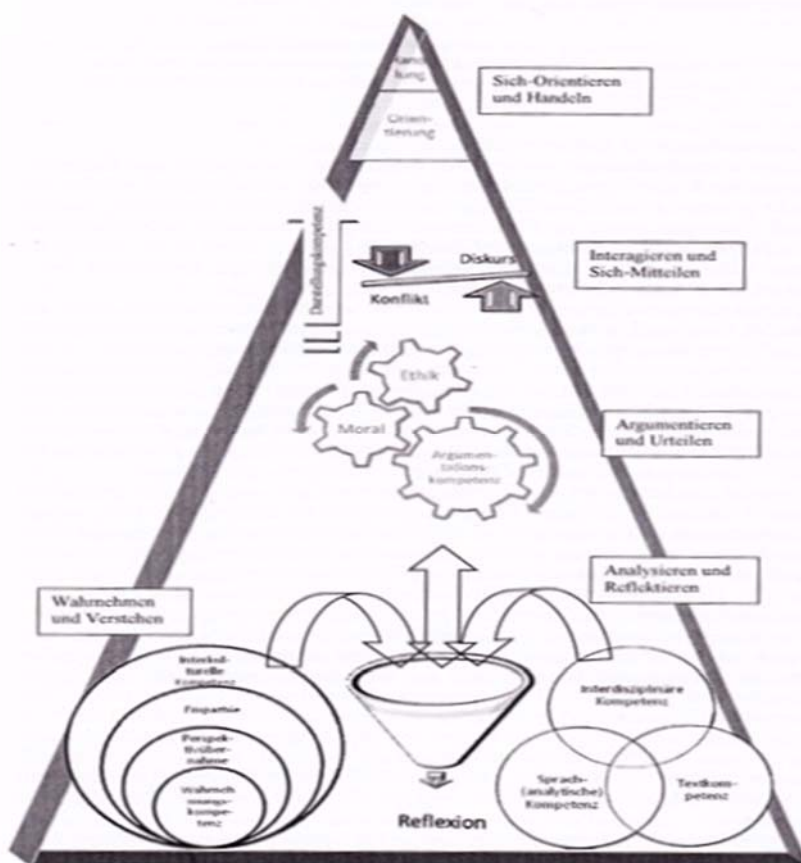 Hand-
lung
Sich-Orientieren
und Handeln
Orien-
tierung
Darstellungskompetenz
Diskurs
Konflikt
Interagieren und
Sich-Mitteilen
Ethik
Moral
Argumen-
tations-
kompetenz
Argumentieren
und Urteilen
Analysieren und
Reflektieren
Wahrnehmen
und Verstehen
Interkul-
turelle
Kompetenz
Empathie
Perspek-
tivüber-
nahme
Wahrneh-
mungs-
kompe-
tenz
Reflexion
Interdisziplinäre
Kompetenz
Sprach-
(analytische)
Kompetenz
Textkom-
petenz